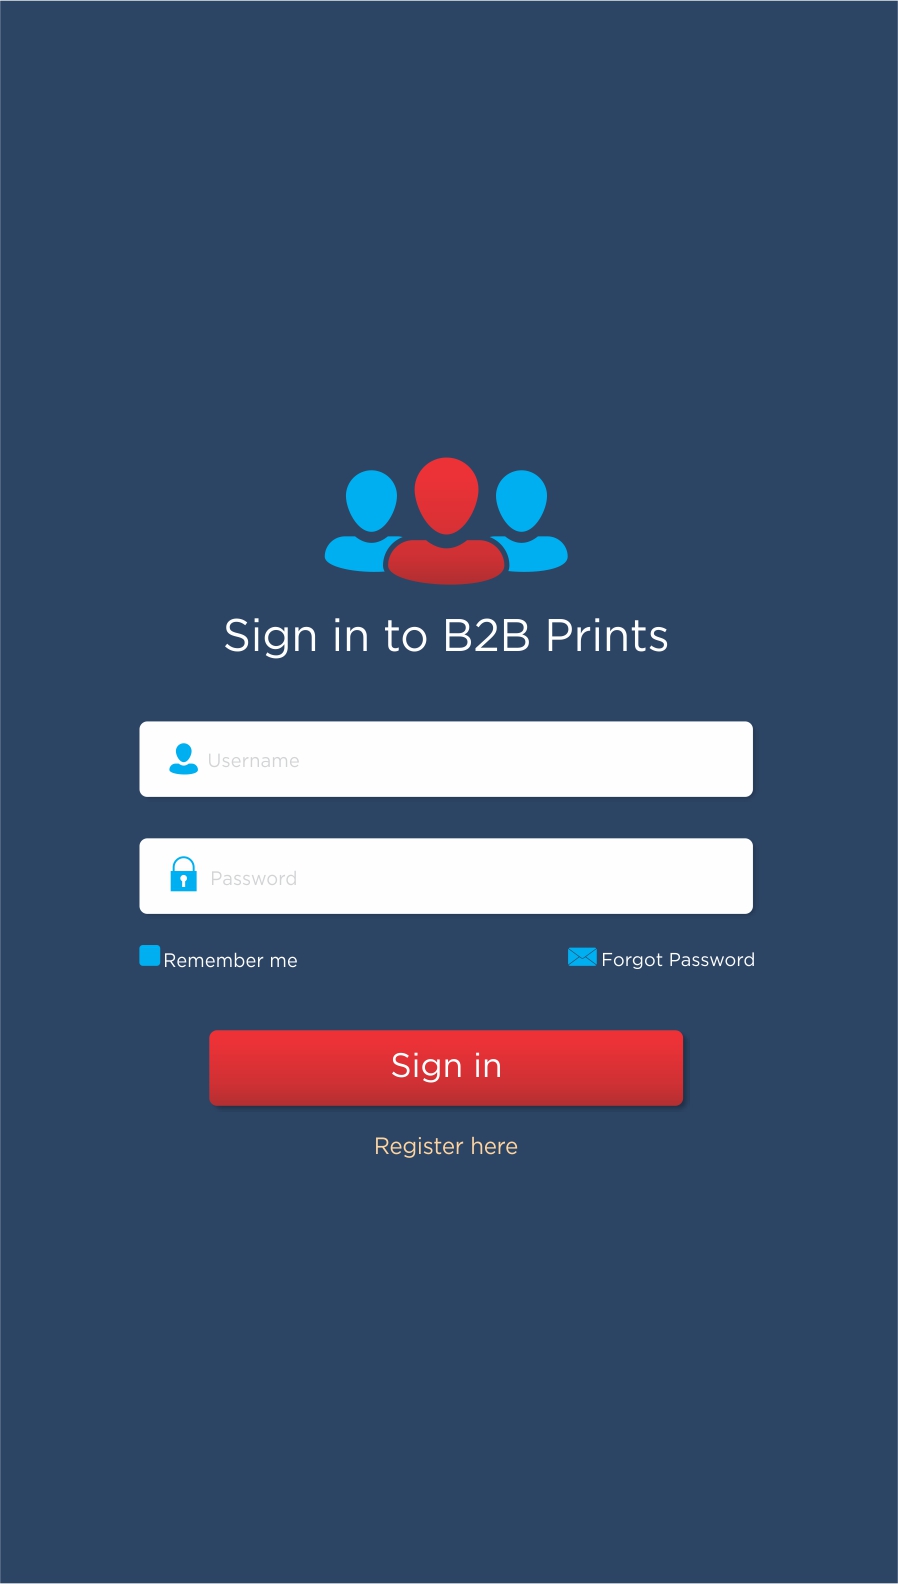 Sign in to B2B Prints
Username
Password
Remember me
Forgot Password
Sign in
Register here